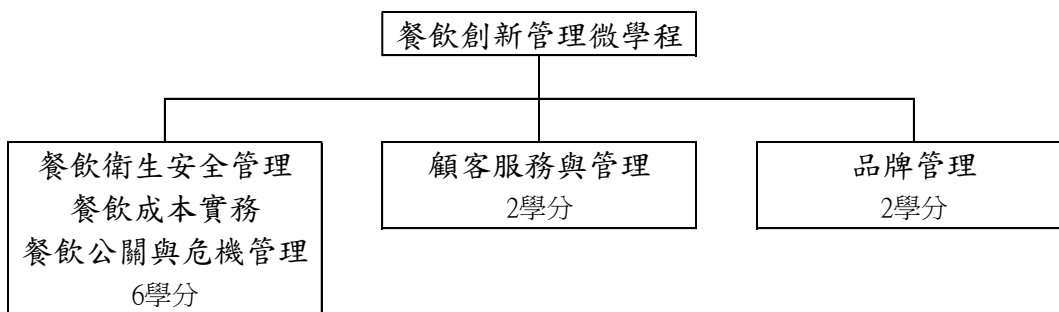 餐飲創新管理微學程
餐飲衛生安全管理
餐飲成本實務
餐飲公關與危機管理
6學分
顧客服務與管理
2學分
品牌管理
2學分